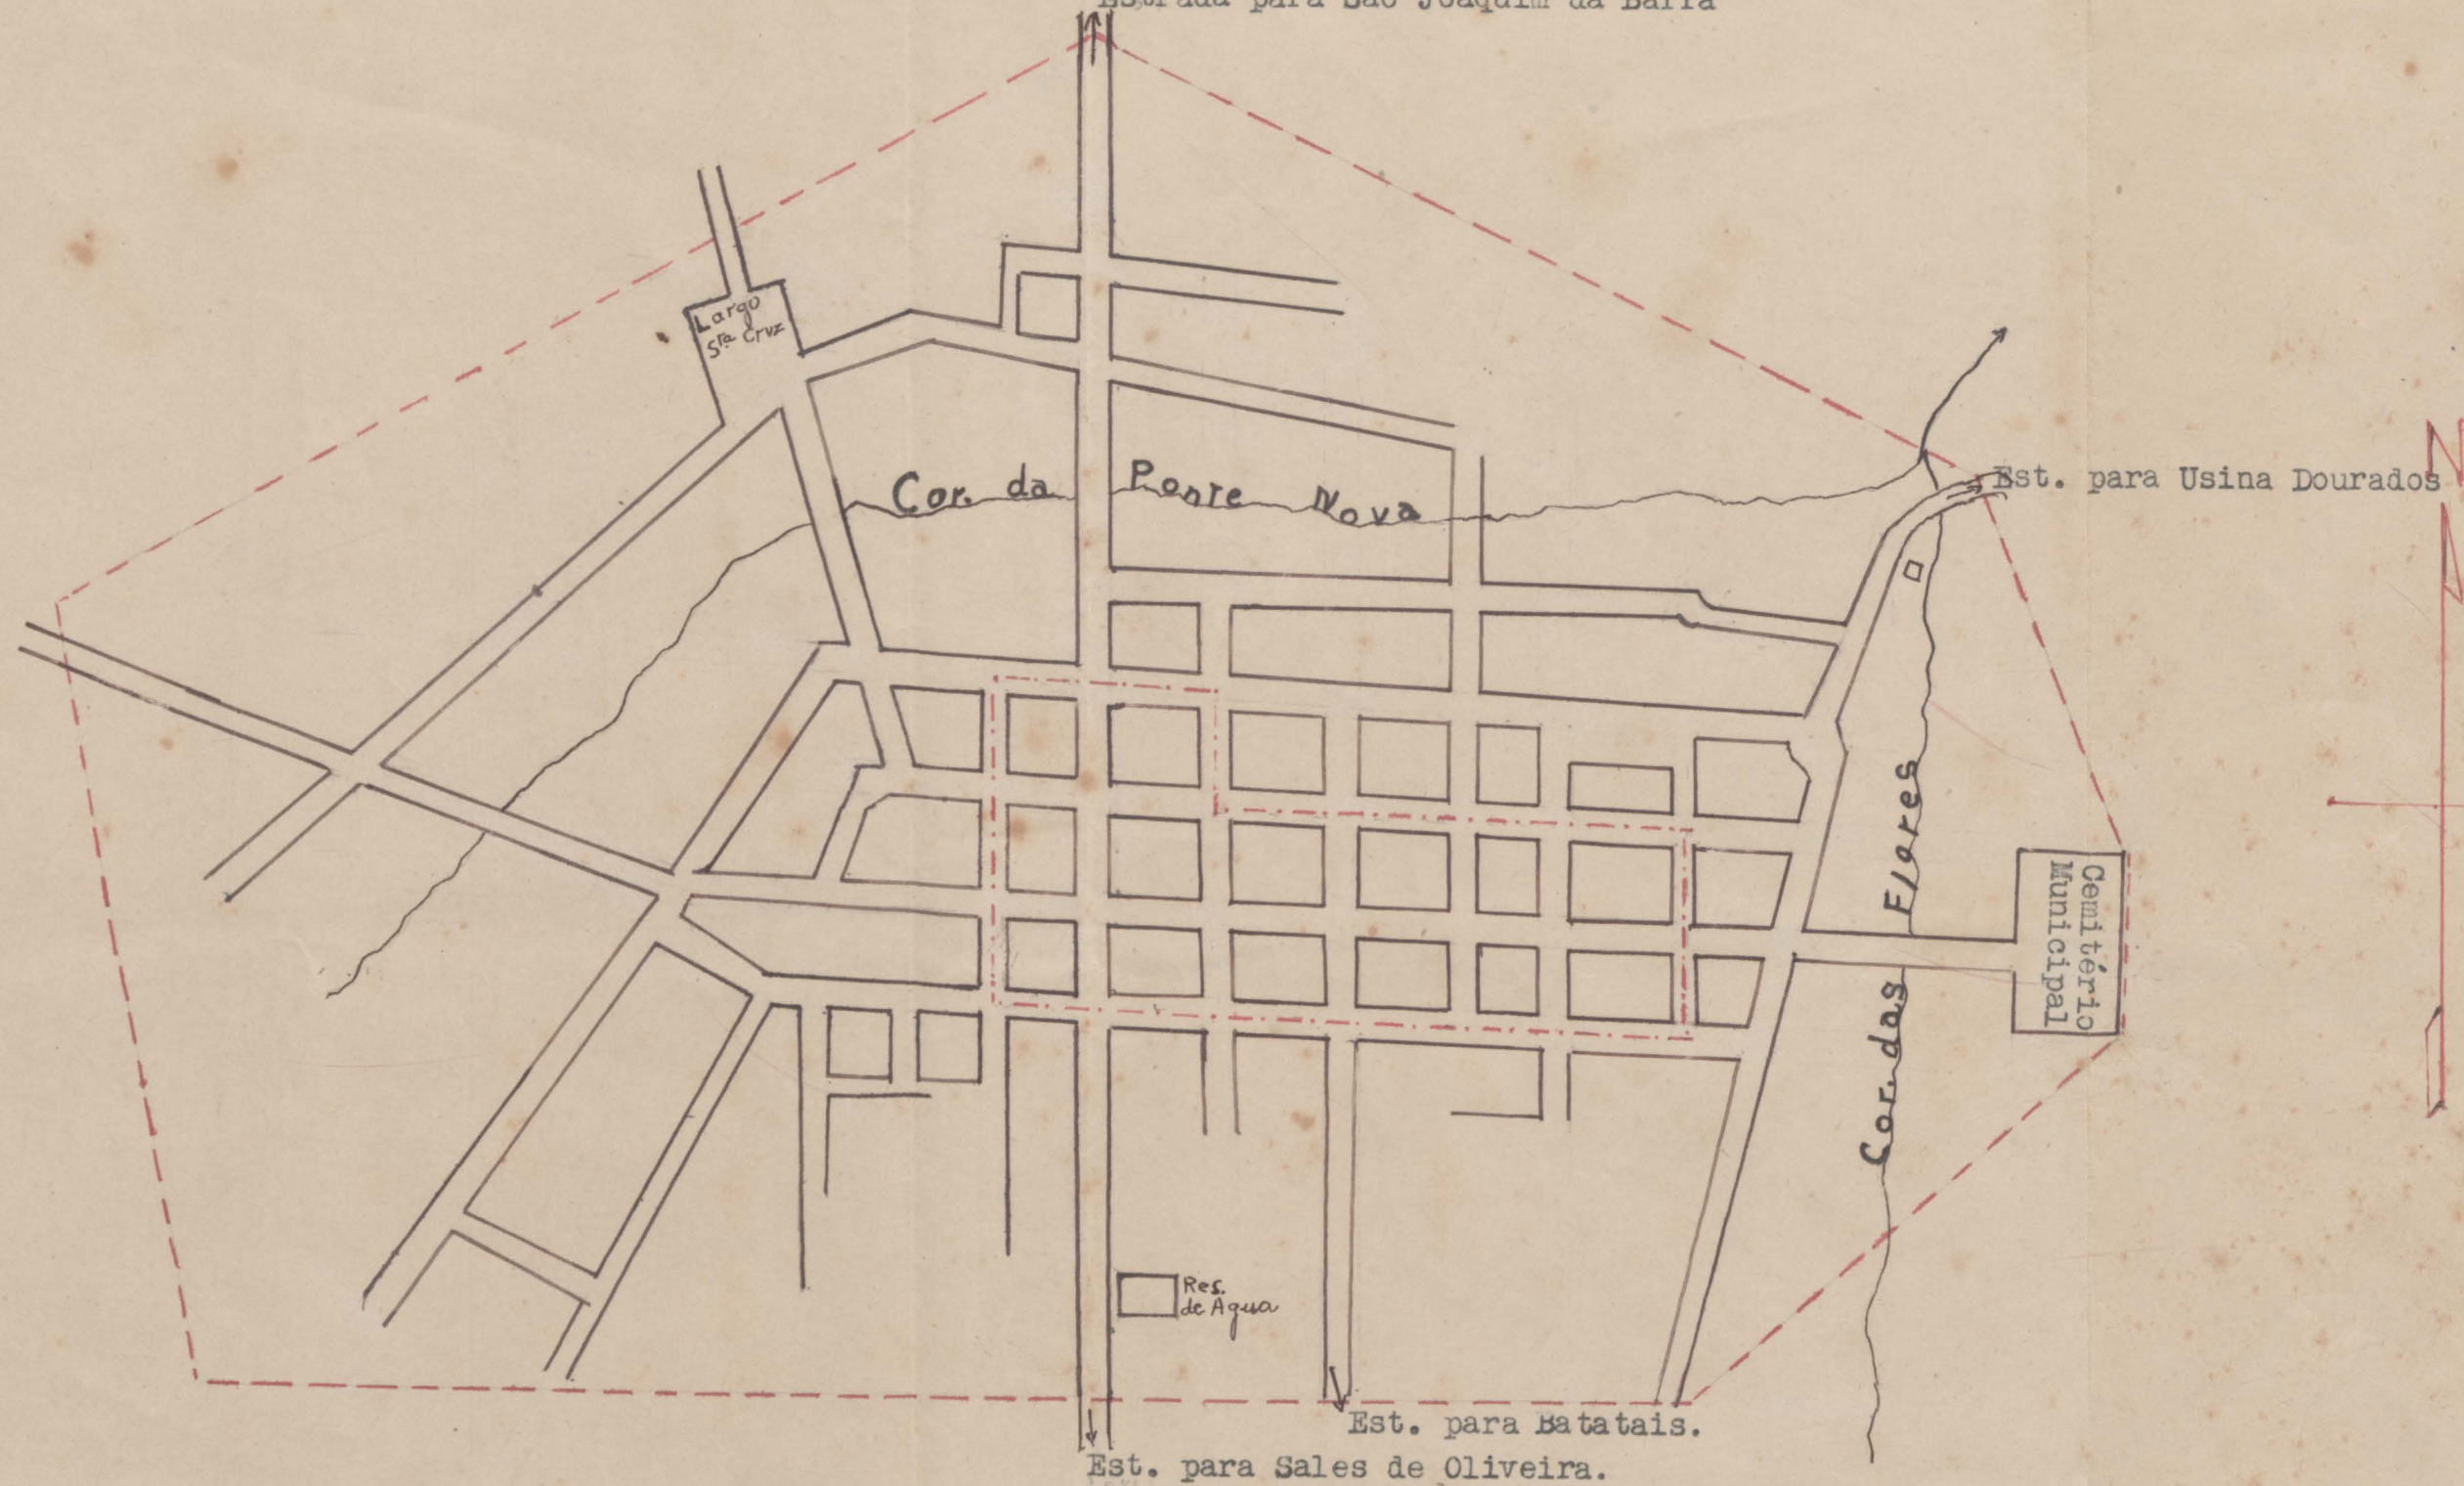 Estrada para São Joaquim da Barra
Largo
Sta Cruz
Cor. da Ponte Nova
N
Est. para Usina Dourados
Cor. das Flores
Cemitério
Municipal
Res.
de Agua
Est. para Batatais.
Est. para Sales de Oliveira.